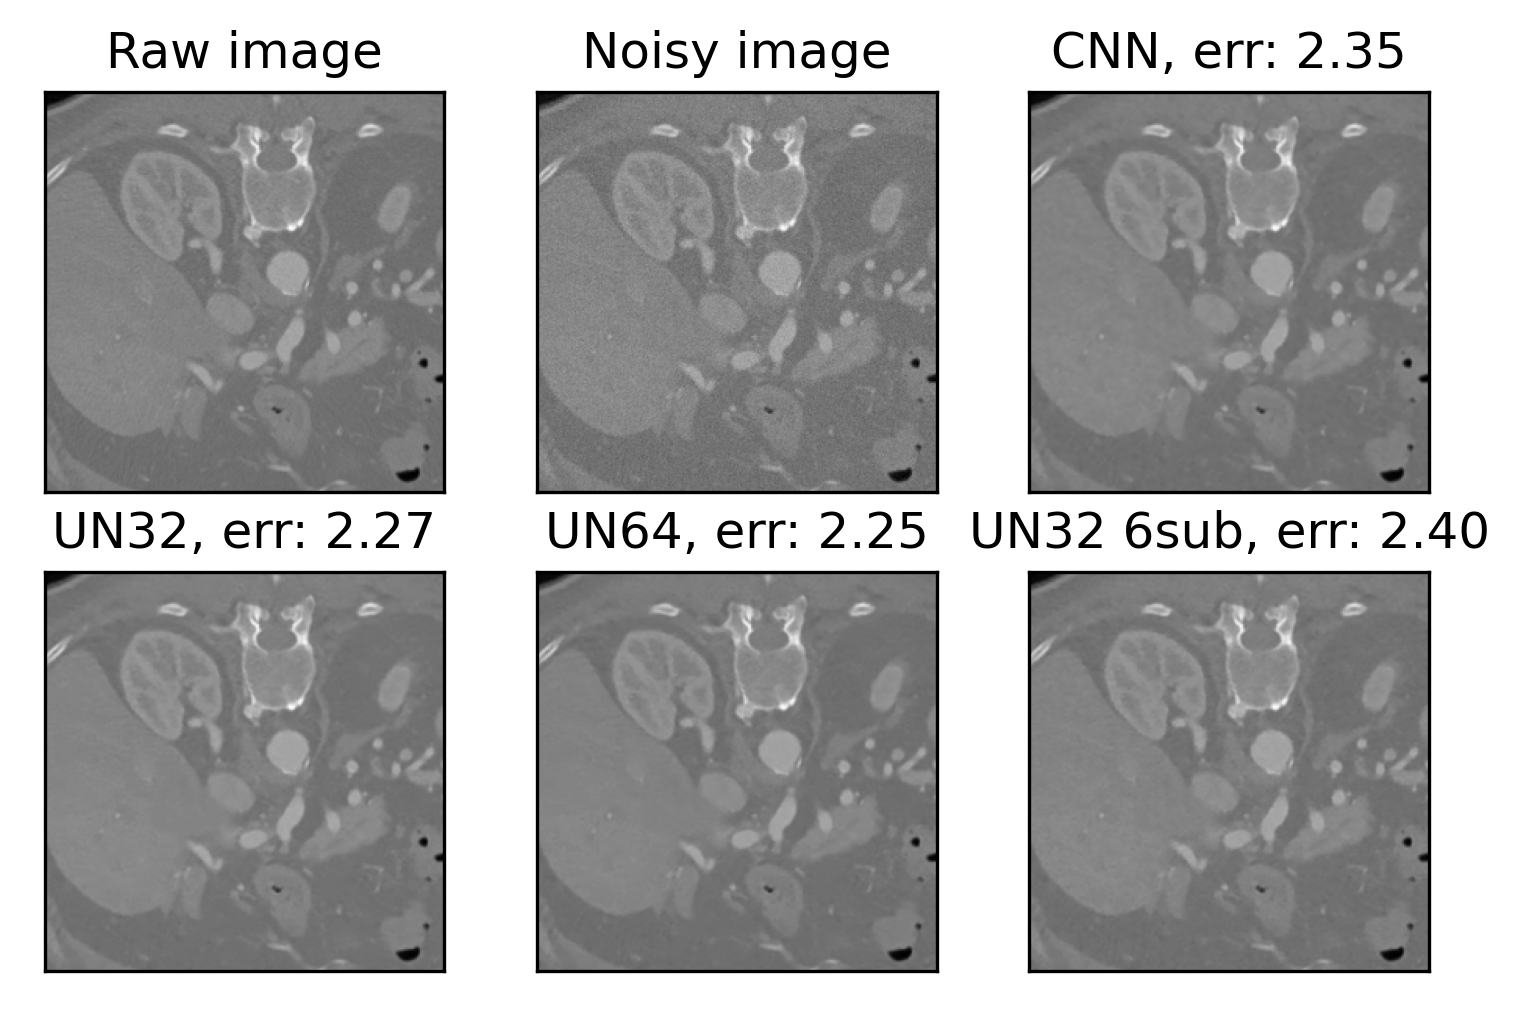 Raw image
Noisy image
CNN, err: 2.35
UN32, err: 2.27
UN64, err: 2.25
UN32 6sub, err: 2.40